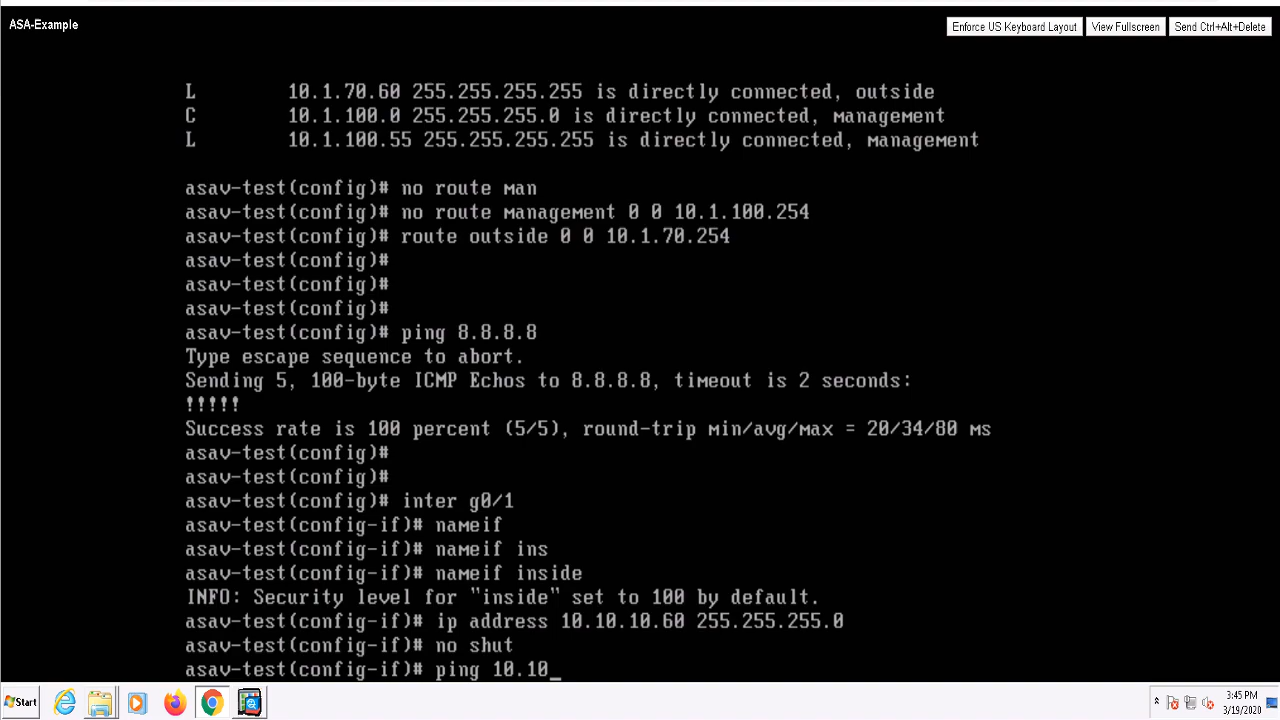 ASA-Example
Enforce US Keyboard Layout
View Fullscreen
Send Ctrl+Alt+Delete
L 10.1.70.60 255.255.255.255 is directly connected, outside
C 10.1.100.0 255.255.255.0 is directly connected, management
L 10.1.100.55 255.255.255.255 is directly connected, management
asav-test(config)# no route man
asav-test(config)# no route management 0 0 10.1.100.254
asav-test(config)# route outside 0 0 10.1.70.254
asav-test(config)#
asav-test(config)#
asav-test(config)#
asav-test(config)# ping 8.8.8.8
Type escape sequence to abort.
Sending 5, 100-byte ICMP Echos to 8.8.8.8, timeout is 2 seconds:
!!!!!
Success rate is 100 percent (5/5), round-trip min/avg/max = 20/34/80 ms
asav-test(config)#
asav-test(config)#
asav-test(config)# inter g0/1
asav-test(config-if)# nameif
asav-test(config-if)# nameif ins
asav-test(config-if)# nameif inside
INFO: Security level for "inside" set to 100 by default.
asav-test(config-if)# ip address 10.10.10.60 255.255.255.0
asav-test(config-if)# no shut
asav-test(config-if)# ping 10.10_
Start
3:45 PM
3/19/2020